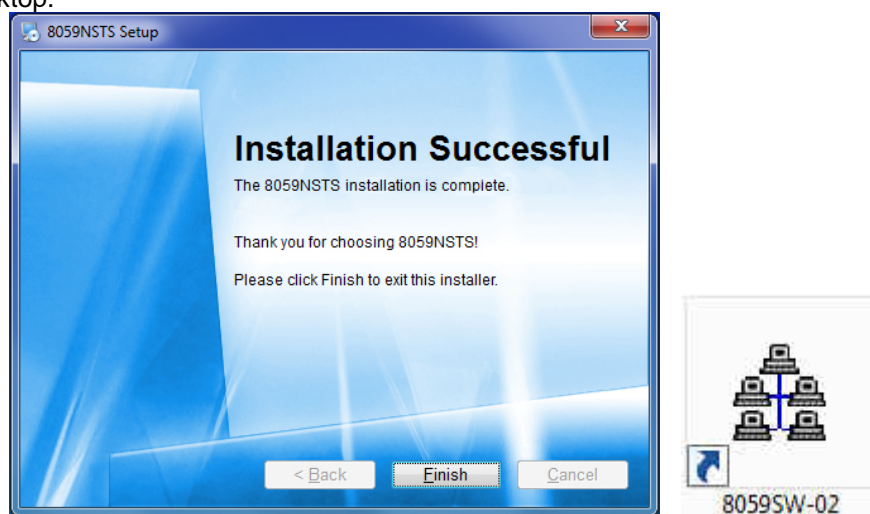 8059NSTS Setup
Installation Successful
The 8059NSTS installation is complete.
Thank you for choosing 8059NSTS!
Please click Finish to exit this installer.
< Back
Finish
Cancel
8059SW-02